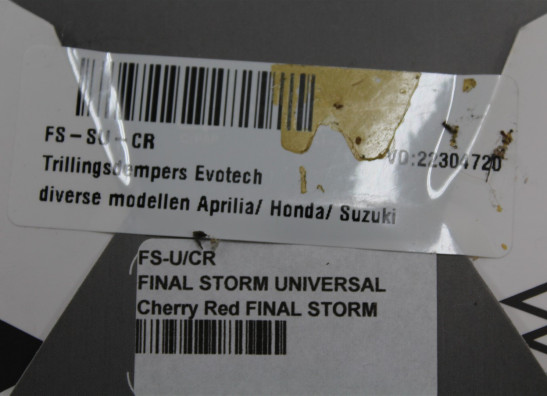 FS-SU-CR
VO:22304720
Trillingsdempers Evotech
diverse modellen Aprilia/ Honda/ Suzuki
FS-U/CR
FINAL STORM UNIVERSAL
Cherry Red FINAL STORM